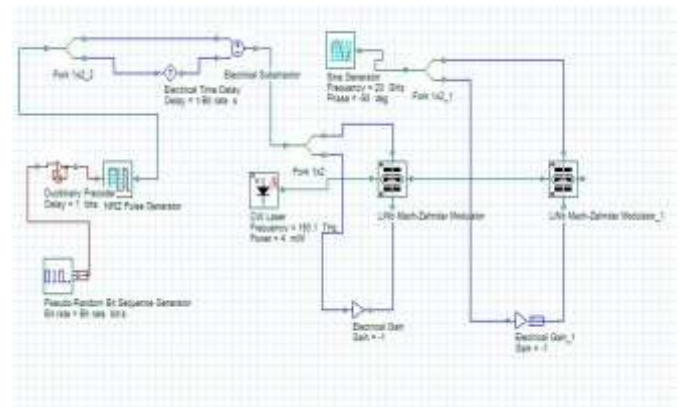 Fork 1x2_2
Electrical Subtractor
Electrical Time Delay
Delay = 1/Bit rate s
Sine Generator
Frequency = 20 GHz
Phase = -90 deg
Fork 1x2_1
Fork 1x2
Duobinary Precoder
Delay = 1 bits
NRZ Pulse Generator
CW Laser
Frequency = 193.1 THz
Power = 4 mW
LiNb Mach-Zehnder Modulator
LiNb Mach-Zehnder Modulator_1
Pseudo-Random Bit Sequence Generator
Bit rate = Bit rate bits/s
Electrical Gain
Gain = -1
Electrical Gain_1
Gain = -1